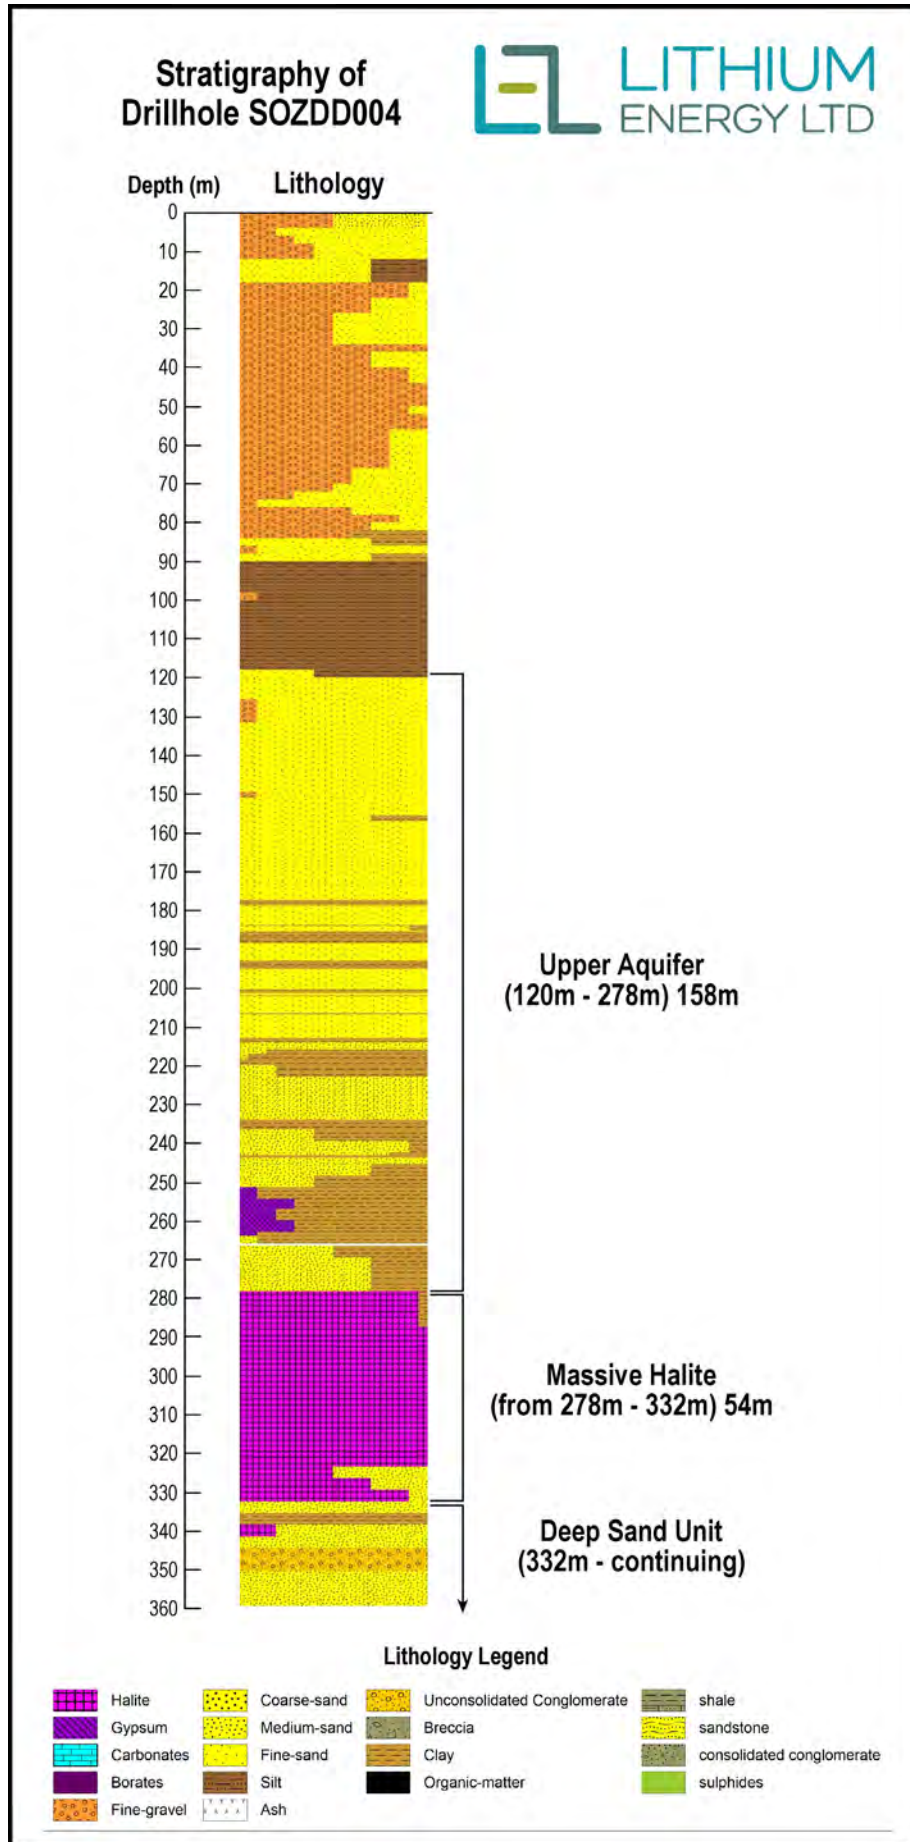 Stratigraphy of
Drillhole SOZDD004
LITHIUM
ENERGY LTD
Depth (m)
Lithology
0
10
20
30
40
50
60
70
80
90
100
110
120
130
140
150
160
170
180
190
200
210
220
230
240
250
260
270
280
290
300
310
320
330
340
350
360
Upper Aquifer
(120m - 278m) 158m
Massive Halite
(from 278m - 332m) 54m
Deep Sand Unit
(332m - continuing)
Lithology Legend
Halite
Gypsum
Carbonates
Borates
Fine-gravel
Coarse-sand
Medium-sand
Fine-sand
Silt
Ash
Unconsolidated Conglomerate
Breccia
Clay
Organic-matter
shale
sandstone
consolidated conglomerate
sulphides